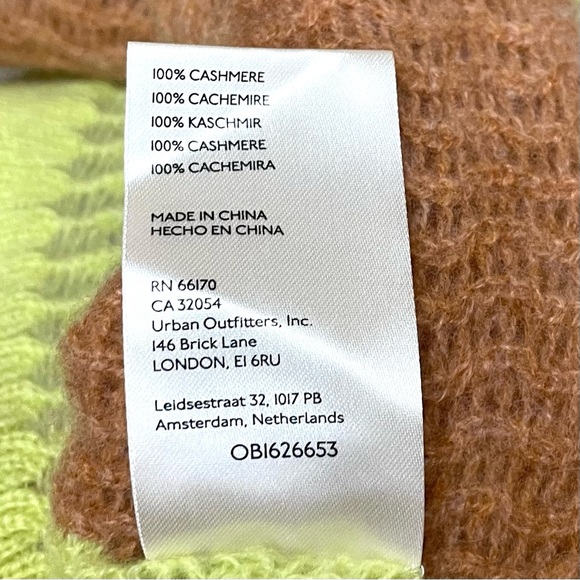 100% CASHMERE
100% CACHEMIRE
100% KASCHMIR
100% CASHMERE
100% CACHEMIRA
MADE IN CHINA
HECHO EN CHINA
RN 66170
CA 32054
Urban Outfitters, Inc.
146 Brick Lane
LONDON, E1 6RU
Leidsestraat 32, 1017 PB
Amsterdam, Netherlands
OB1626653